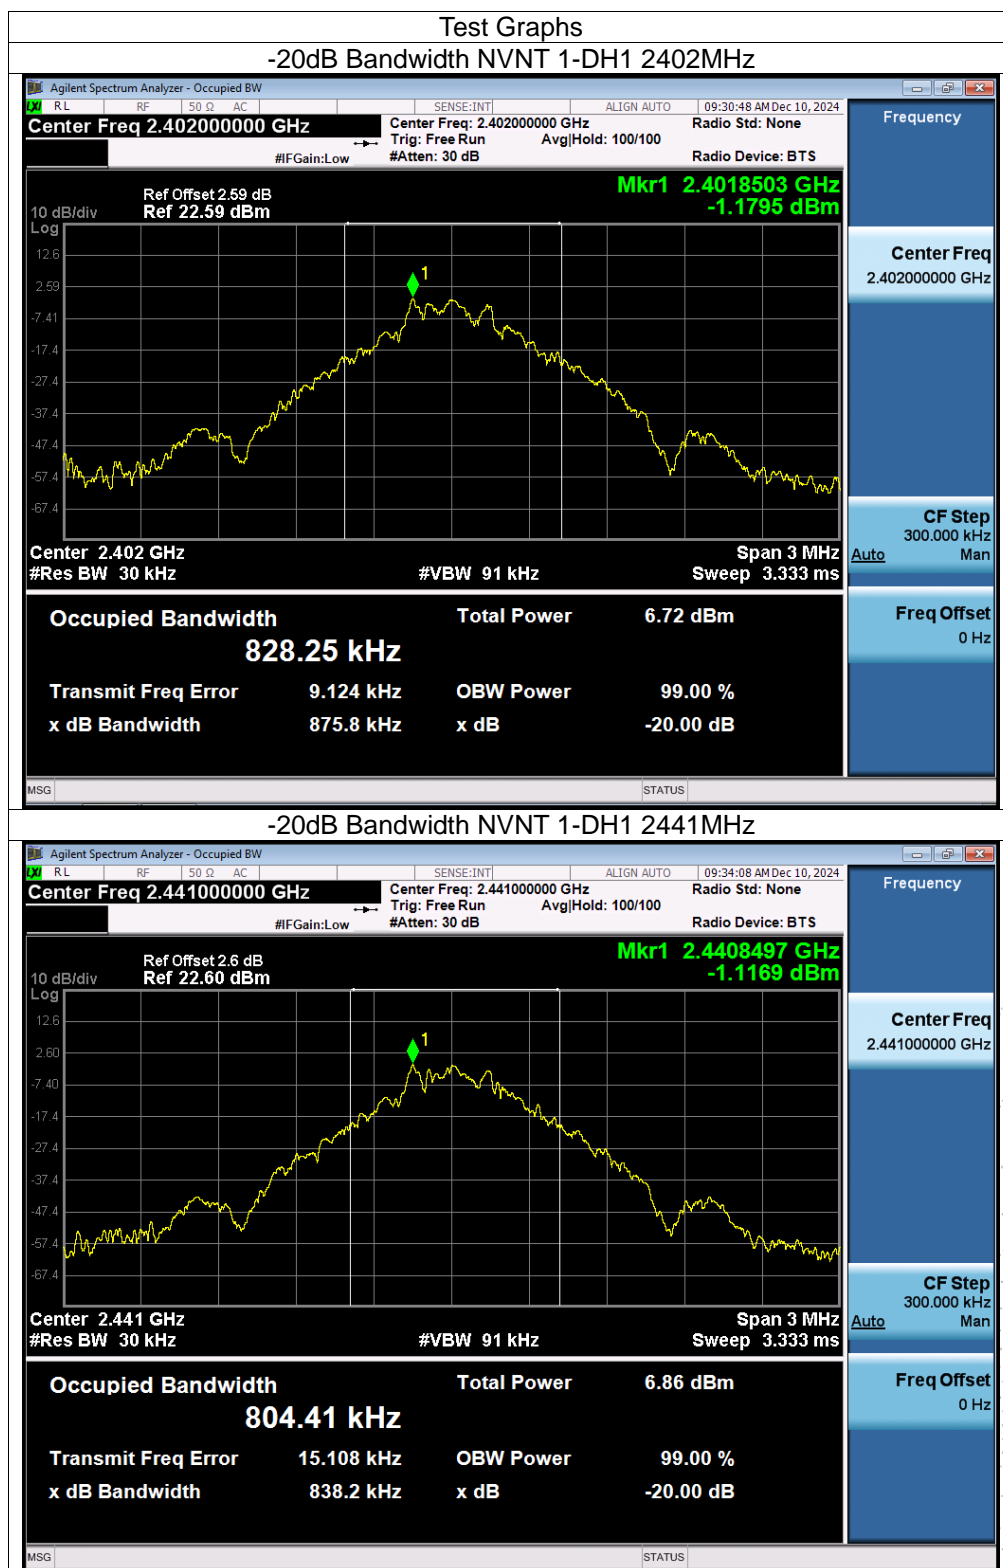 Test Graphs
-20dB Bandwidth NVNT 1-DH1 2402MHz
Agilent Spectrum Analyzer - Occupied BW
LXI RL RF 50 Ω AC SENSE:INT ALIGN AUTO 09:30:48 AM Dec 10, 2024
Center Freq 2.402000000 GHz
Center Freq: 2.402000000 GHz Radio Std: None
Trig: Free Run Avg|Hold: 100/100
#IFGain:Low #Atten: 30 dB Radio Device: BTS
Frequency
Mkr1 2.4018503 GHz
-1.1795 dBm
Ref Offset 2.59 dB
10 dB/div Ref 22.59 dBm
Log
1
12.6
2.59
-7.41
-17.4
-27.4
-37.4
-47.4
-57.4
-67.4
Center 2.402 GHz Span 3 MHz
#Res BW 30 kHz #VBW 91 kHz Sweep 3.333 ms
Center Freq
2.402000000 GHz
CF Step
300.000 kHz
Auto Man
Freq Offset
0 Hz
Occupied Bandwidth Total Power 6.72 dBm
828.25 kHz
Transmit Freq Error 9.124 kHz OBW Power 99.00 %
x dB Bandwidth 875.8 kHz x dB -20.00 dB
MSG STATUS
-20dB Bandwidth NVNT 1-DH1 2441MHz
Agilent Spectrum Analyzer - Occupied BW
LXI RL RF 50 Ω AC SENSE:INT ALIGN AUTO 09:34:08 AM Dec 10, 2024
Center Freq 2.441000000 GHz
Center Freq: 2.441000000 GHz Radio Std: None
Trig: Free Run Avg|Hold: 100/100
#IFGain:Low #Atten: 30 dB Radio Device: BTS
Frequency
Mkr1 2.4408497 GHz
-1.1169 dBm
Ref Offset 2.6 dB
10 dB/div Ref 22.60 dBm
Log
1
12.6
2.60
-7.40
-17.4
-27.4
-37.4
-47.4
-57.4
-67.4
Center 2.441 GHz Span 3 MHz
#Res BW 30 kHz #VBW 91 kHz Sweep 3.333 ms
Center Freq
2.441000000 GHz
CF Step
300.000 kHz
Auto Man
Freq Offset
0 Hz
Occupied Bandwidth Total Power 6.86 dBm
804.41 kHz
Transmit Freq Error 15.108 kHz OBW Power 99.00 %
x dB Bandwidth 838.2 kHz x dB -20.00 dB
MSG STATUS